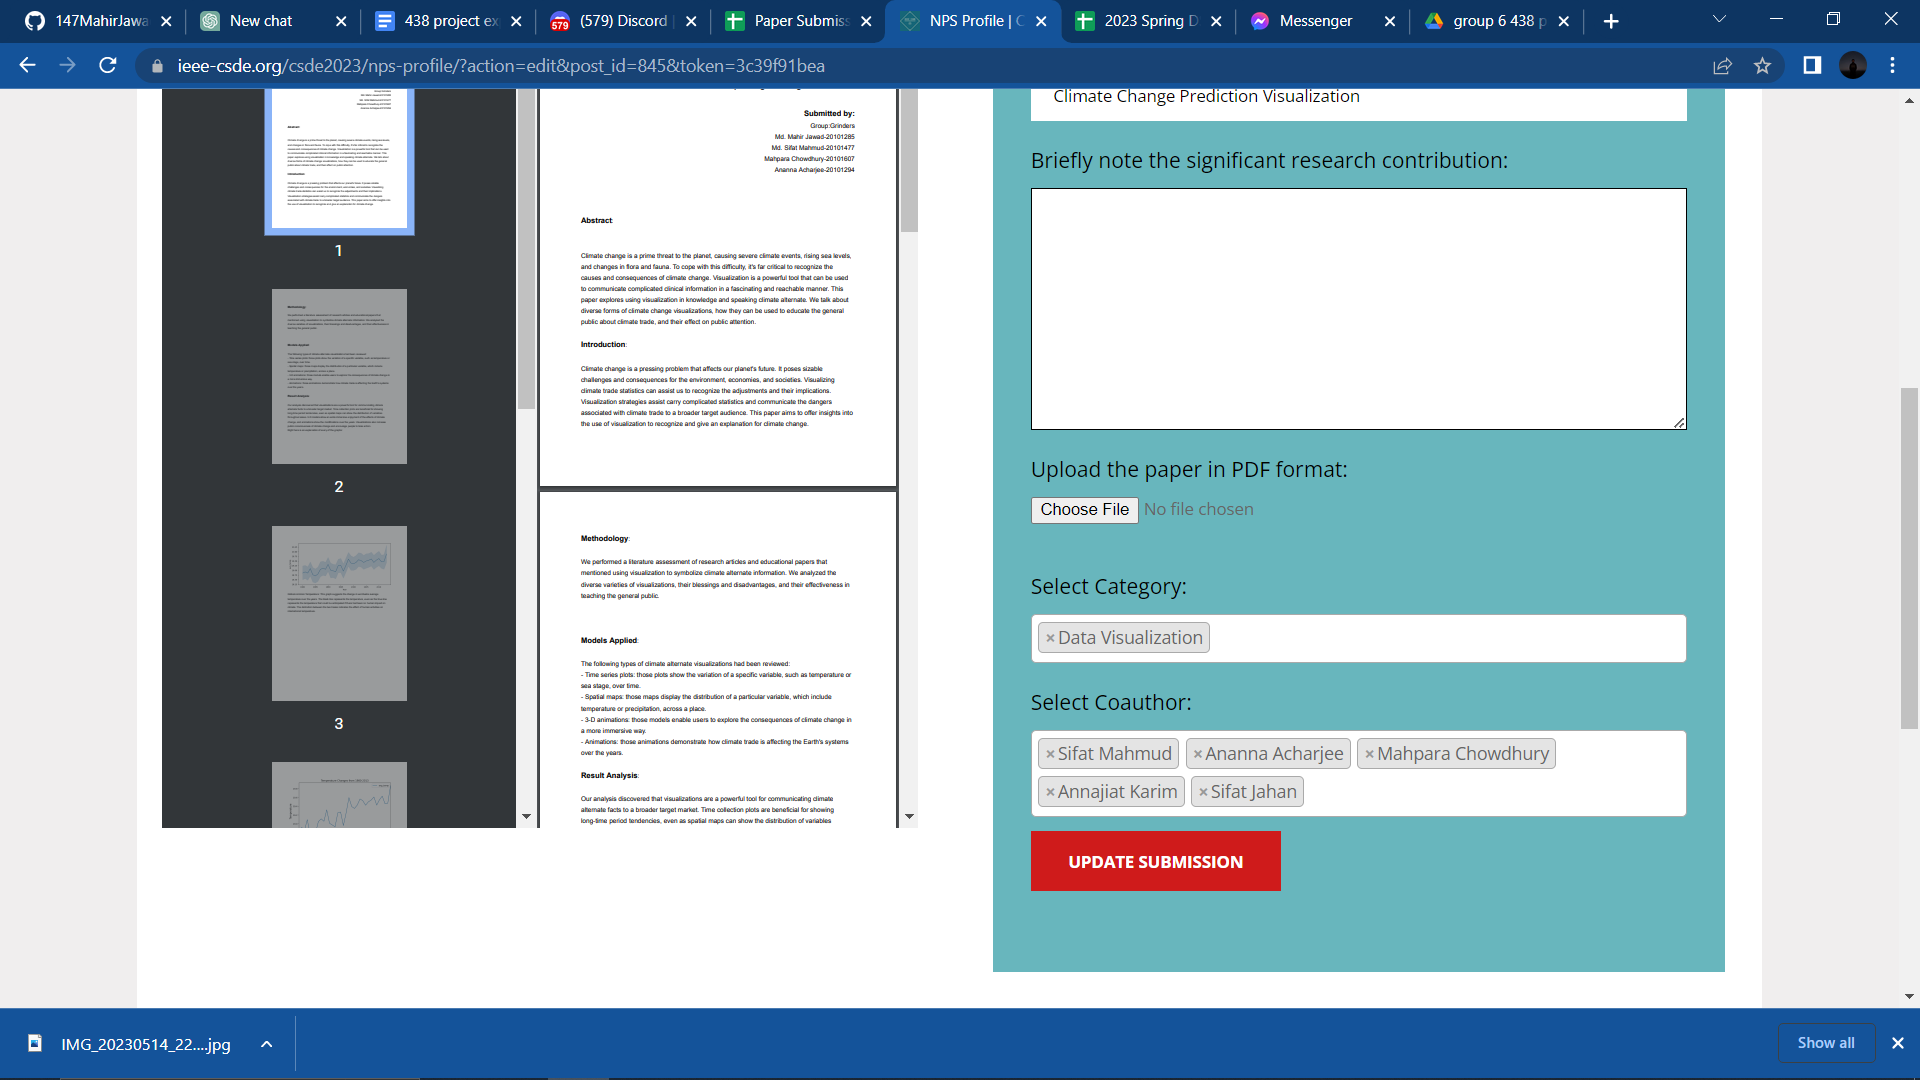 147MahirJawa
New chat
438 project ex
(579) Discord
Paper Submiss
NPS Profile | C
2023 Spring D
Messenger
group 6 438 p
ieee-csde.org/csde2023/nps-profile/?action=edit&post_id=845&token=3c39f91bea
1
2
3
Submitted by:
Group:Grinders
Md. Mahir Jawad-20101285
Md. Sifat Mahmud-20101477
Mahpara Chowdhury-20101607
Ananna Acharjee-20101294
Abstract:
Climate change is a prime threat to the planet, causing severe climate events, rising sea levels,
and changes in flora and fauna. To cope with this difficulty, it's far critical to recognize the
causes and consequences of climate change. Visualization is a powerful tool that can be used
to communicate complicated clinical information in a fascinating and reachable manner. This
paper explores using visualization in knowledge and speaking climate alternate. We talk about
diverse forms of climate change visualizations, how they can be used to educate the general
public about climate trade, and their effect on public attention.
Introduction:
Climate change is a pressing problem that affects our planet's future. It poses sizable
challenges and consequences for the environment, economies, and societies. Visualizing
climate trade statistics can assist us to recognize the adjustments and their implications.
Visualization strategies assist carry complicated statistics and communicate the dangers
associated with climate trade to a broader target audience. This paper aims to offer insights into
the use of visualization to recognize and give an explanation for climate change.
Methodology:
We performed a literature assessment of research articles and educational papers that
mentioned using visualization to symbolize climate alternate information. We analyzed the
diverse varieties of visualizations, their blessings and disadvantages, and their effectiveness in
teaching the general public.
Models Applied:
The following types of climate alternate visualizations had been reviewed:
- Time series plots: those plots show the variation of a specific variable, such as temperature or
sea stage, over time.
- Spatial maps: those maps display the distribution of a particular variable, which include
temperature or precipitation, across a place.
- 3-D animations: those models enable users to explore the consequences of climate change in
a more immersive way.
- Animations: those animations demonstrate how climate trade is affecting the Earth's systems
over the years.
Result Analysis:
Our analysis discovered that visualizations are a powerful tool for communicating climate
alternate facts to a broader target market. Time collection plots are beneficial for showing
long-time period tendencies, even as spatial maps can show the distribution of variables
Climate Change Prediction Visualization
Briefly note the significant research contribution:
Upload the paper in PDF format:
Choose File No file chosen
Select Category:
×Data Visualization
Select Coauthor:
×Sifat Mahmud ×Ananna Acharjee ×Mahpara Chowdhury
×Annajiat Karim ×Sifat Jahan
UPDATE SUBMISSION
IMG_20230514_22....jpg
Show all